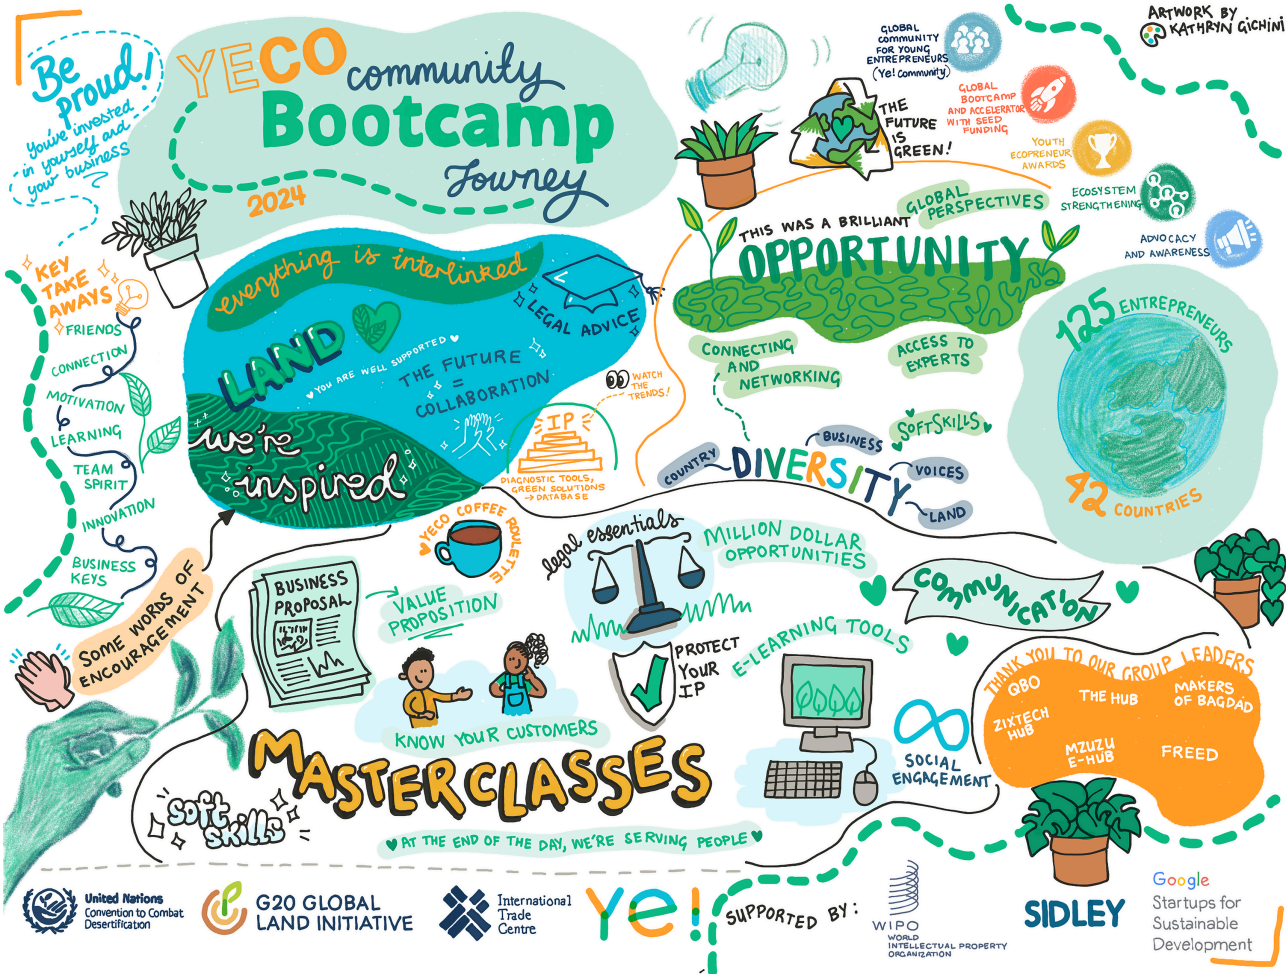 Be
proud!
you've invested
in yourself and
your business
YECO
community
Bootcamp
Journey
2024
GLOBAL
COMMUNITY
FOR YOUNG
ENTREPRENEURS
(Ye! Community)
GLOBAL
BOOTCAMP
AND ACCELERATOR
WITH SEED
FUNDING
YOUTH
ECOPRENEUR
AWARDS
ECOSYSTEM
STRENGTHENING
ADVOCACY
AND AWARENESS
ARTWORK BY
KATHRYN GICHINI
THE
FUTURE
IS
GREEN!
KEY
TAKE
AWAYS
FRIENDS
CONNECTION
MOTIVATION
LEARNING
TEAM
SPIRIT
INNOVATION
BUSINESS
KEYS
everything is interlinked
LEGAL ADVICE
LAND
YOU ARE WELL SUPPORTED
THE FUTURE
=
COLLABORATION
we're
inspired
WATCH
THE
TRENDS!
IP
DIAGNOSTIC TOOLS,
GREEN SOLUTIONS
→ DATABASE
THIS WAS A BRILLIANT
OPPORTUNITY
GLOBAL
PERSPECTIVES
CONNECTING
AND
NETWORKING
ACCESS TO
EXPERTS
SOFTSKILLS
DIVERSITY
COUNTRY
BUSINESS
VOICES
LAND
125 ENTREPRENEURS
42 COUNTRIES
SOME WORDS OF
ENCOURAGEMENT
BUSINESS
PROPOSAL
VALUE
PROPOSITION
YECO COFFEE ROULETTE
legal essentials
MILLION DOLLAR
OPPORTUNITIES
COMMUNICATION
PROTECT
YOUR
IP
E-LEARNING TOOLS
KNOW YOUR CUSTOMERS
MASTERCLASSES
soft
skills
AT THE END OF THE DAY, WE'RE SERVING PEOPLE
SOCIAL
ENGAGEMENT
THANK YOU TO OUR GROUP LEADERS
QBO
THE HUB
MAKERS
OF BAGDAD
ZIXTECH
HUB
MZUZU
E-HUB
FREED
United Nations
Convention to Combat
Desertification
G20 GLOBAL
LAND INITIATIVE
International
Trade
Centre
Ye!
SUPPORTED BY:
WIPO
WORLD
INTELLECTUAL PROPERTY
ORGANIZATION
SIDLEY
Google
Startups for
Sustainable
Development